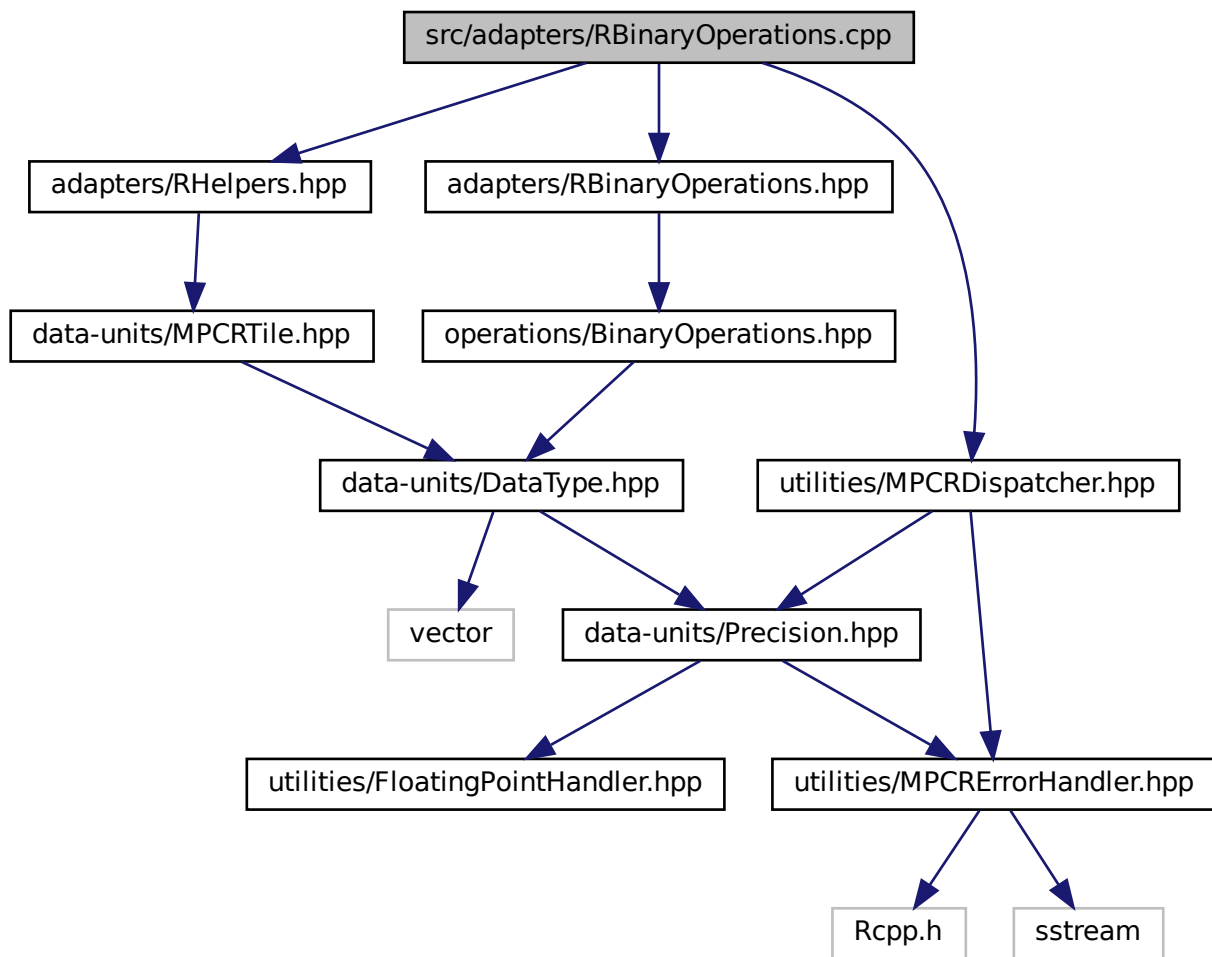 src/adapters/RBinaryOperations.cpp
adapters/RHelpers.hpp
adapters/RBinaryOperations.hpp
data-units/MPCRTile.hpp
operations/BinaryOperations.hpp
data-units/DataType.hpp
utilities/MPCRDispatcher.hpp
vector
data-units/Precision.hpp
utilities/FloatingPointHandler.hpp
utilities/MPCRErrorHandler.hpp
Rcpp.h
sstream